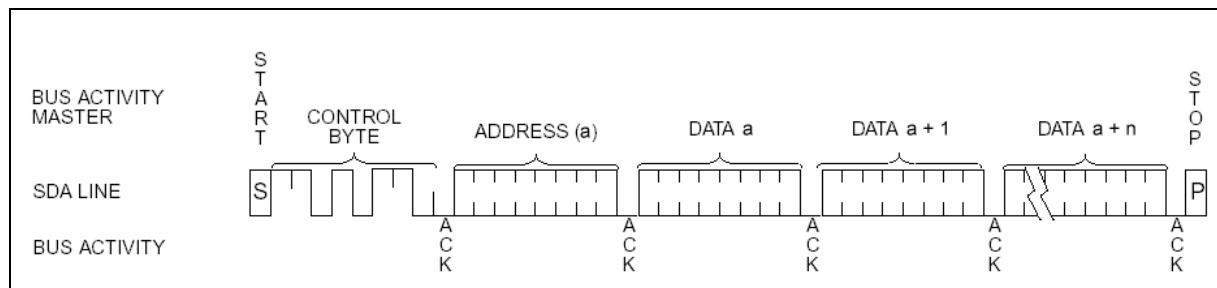 START
STOP
BUS ACTIVITY
MASTER
CONTROL
BYTE
ADDRESS (a)
DATA a
DATA a + 1
DATA a + n
SDA LINE
S
P
BUS ACTIVITY
ACK
ACK
ACK
ACK
ACK